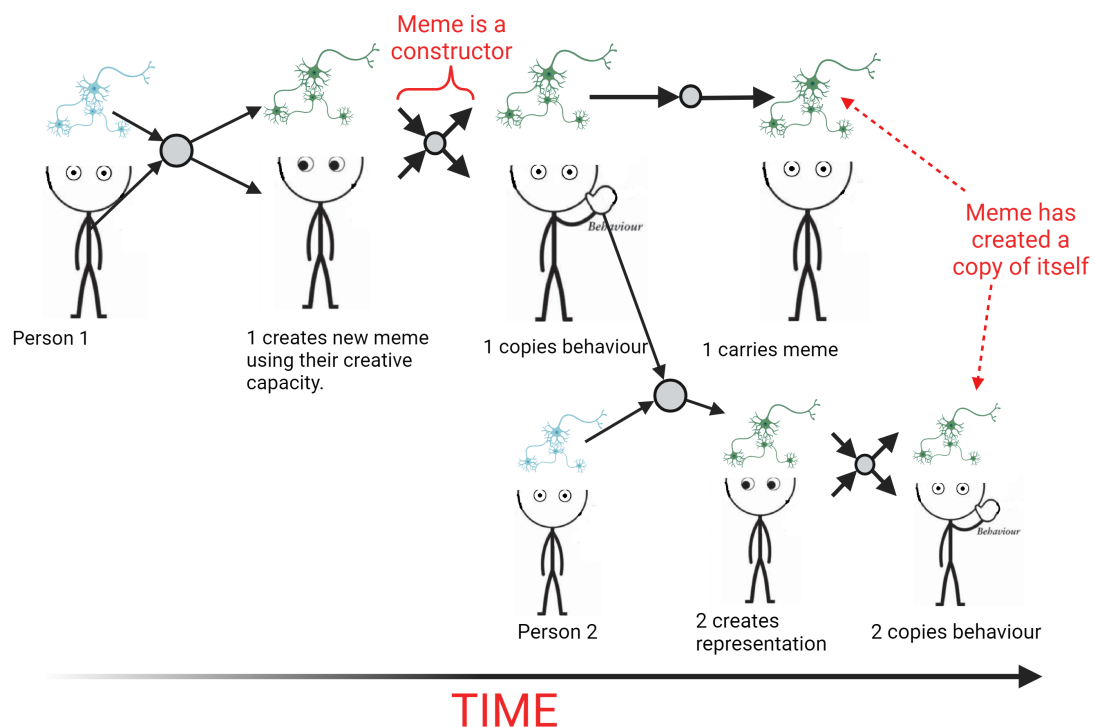 Meme is a
constructor
Behaviour
Meme has
created a
copy of itself
Person 1
1 creates new meme
using their creative
capacity.
1 copies behaviour
1 carries meme
Behaviour
Person 2
2 creates
representation
2 copies behaviour
TIME